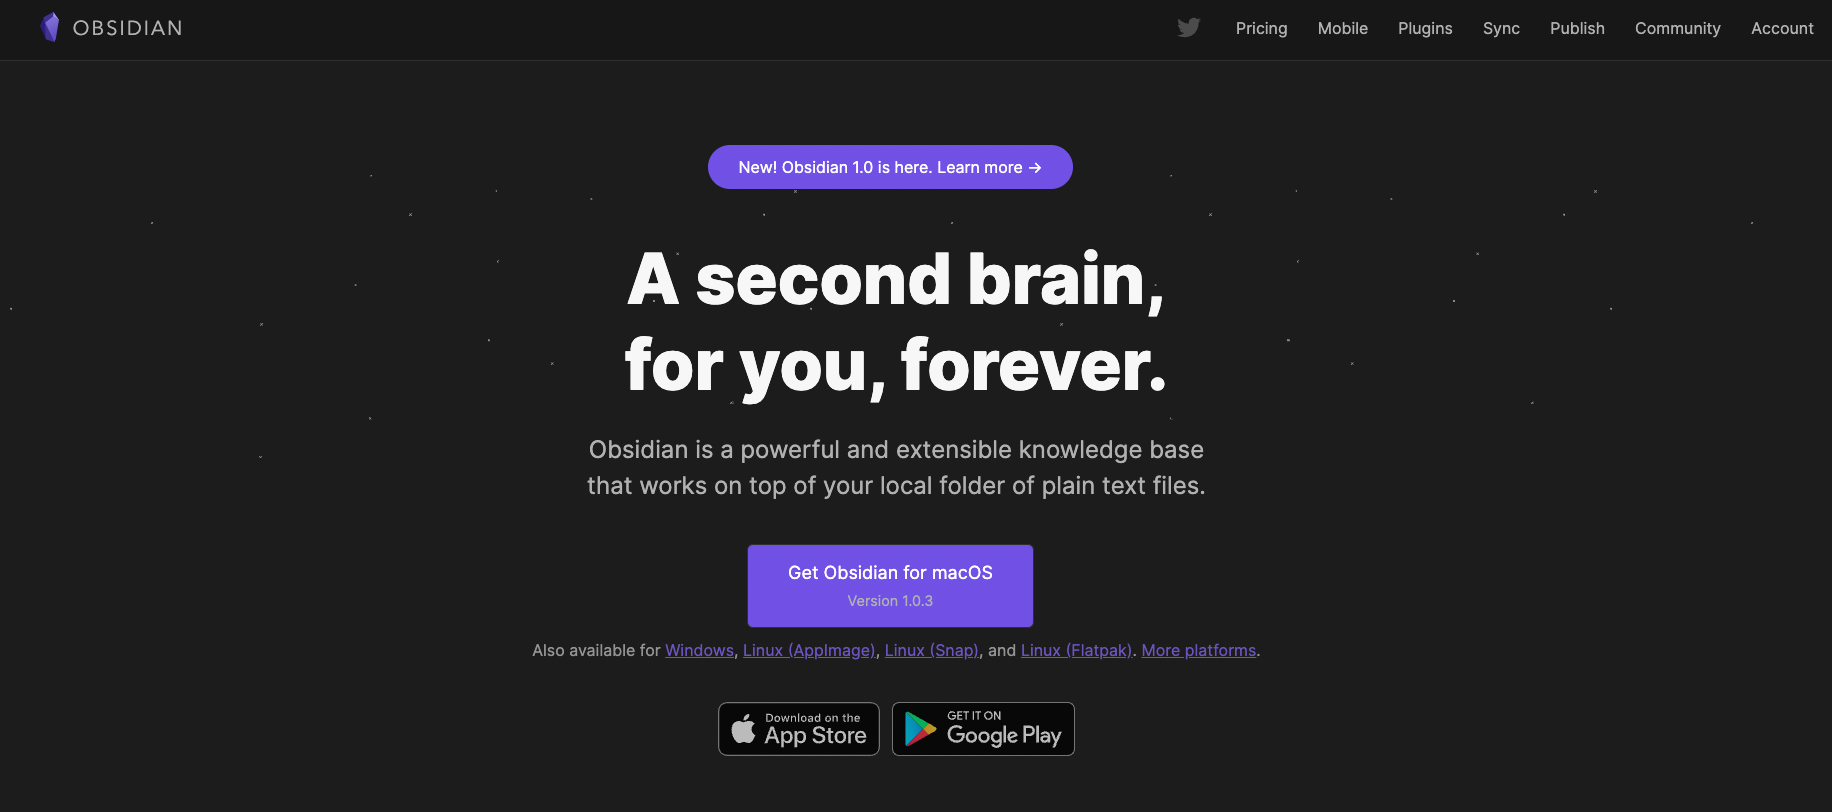 OBSIDIAN
Pricing Mobile Plugins Sync Publish Community Account
New! Obsidian 1.0 is here. Learn more →
A second brain,
for you, forever.
Obsidian is a powerful and extensible knowledge base
that works on top of your local folder of plain text files.
Get Obsidian for macOS
Version 1.0.3
Also available for Windows, Linux (AppImage), Linux (Snap), and Linux (Flatpak). More platforms.
Download on the
App Store
GET IT ON
Google Play